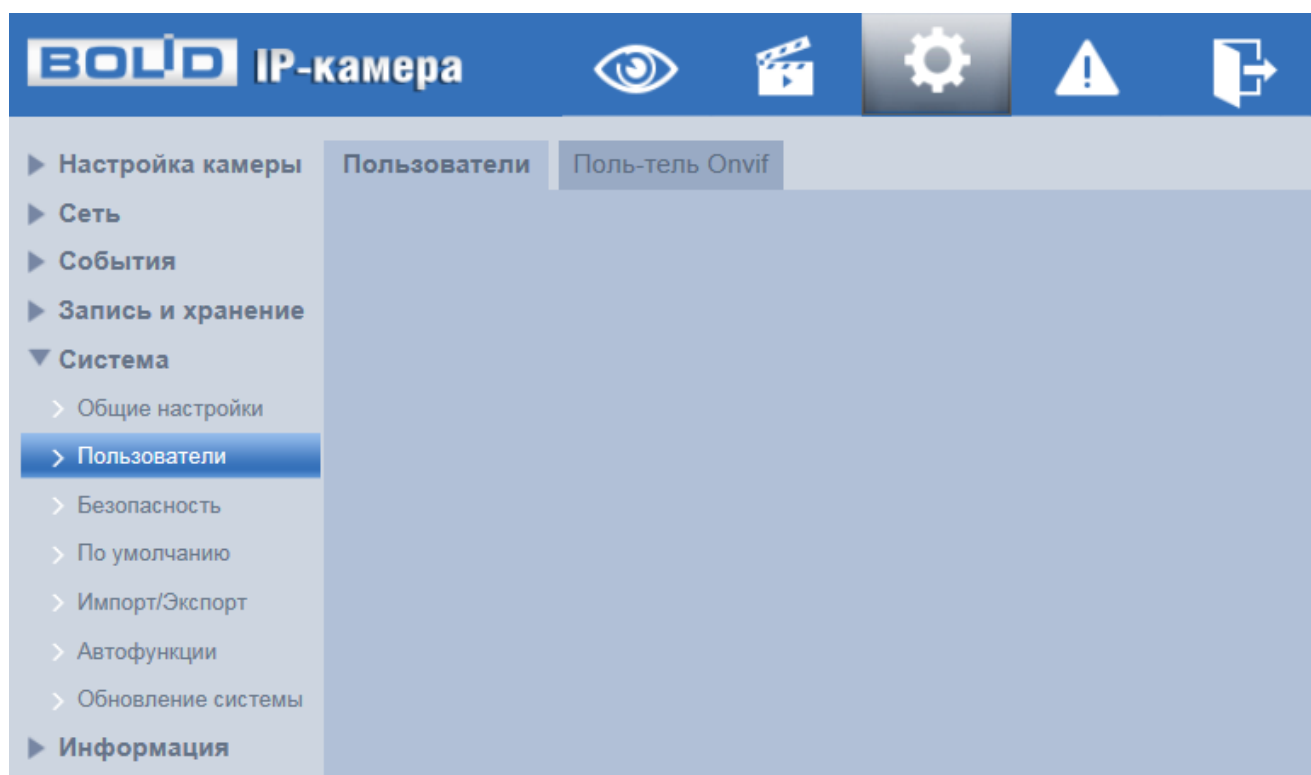 BOLID IP-камера
Настройка камеры
Пользователи
Поль-тель Onvif
Сеть
События
Запись и хранение
Система
Общие настройки
Пользователи
Безопасность
По умолчанию
Импорт/Экспорт
Автофункции
Обновление системы
Информация